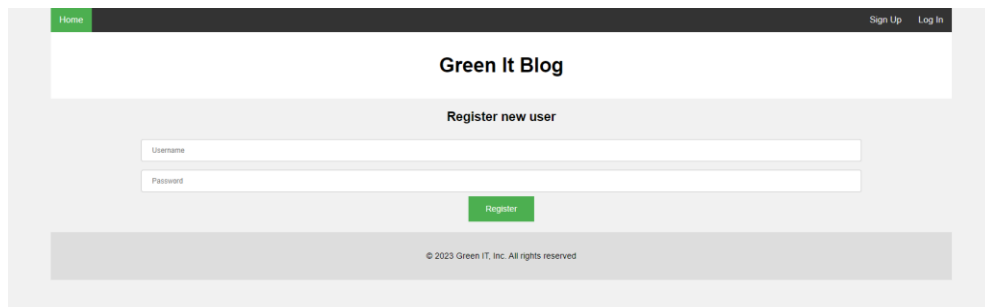 Home Sign Up Log In
Green It Blog
Register new user
Username
Password
Register
© 2023 Green IT, Inc. All rights reserved